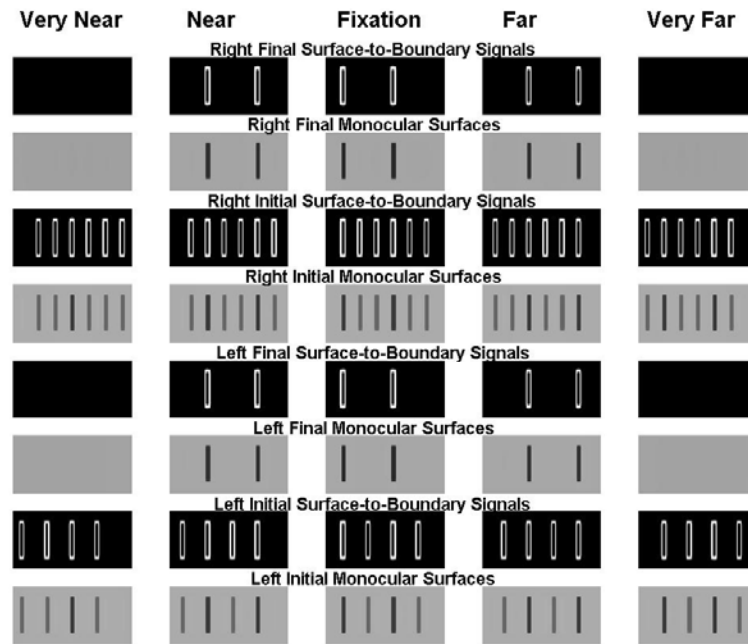 Very Near Near Fixation Far Very Far
Right Final Surface-to-Boundary Signals
Right Final Monocular Surfaces
Right Initial Surface-to-Boundary Signals
Right Initial Monocular Surfaces
Left Final Surface-to-Boundary Signals
Left Final Monocular Surfaces
Left Initial Surface-to-Boundary Signals
Left Initial Monocular Surfaces